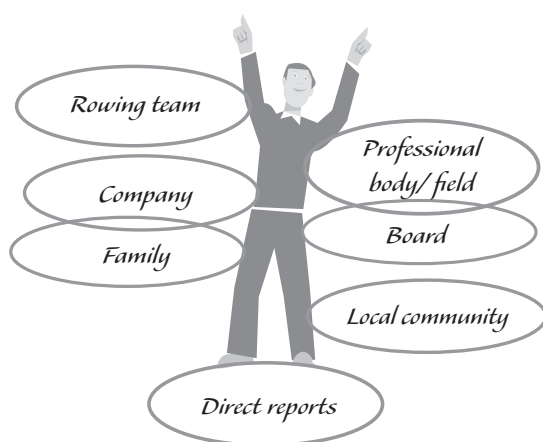 Rowing team
Company
Family
Professional
body/ field
Board
Local community
Direct reports